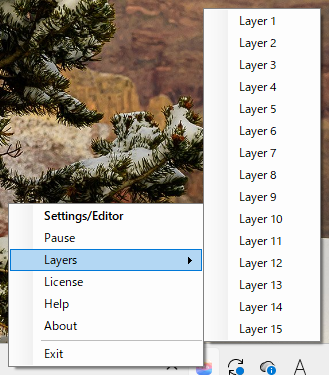 Layer 1
Layer 2
Layer 3
Layer 4
Layer 5
Layer 6
Layer 7
Layer 8
Layer 9
Layer 10
Layer 11
Layer 12
Layer 13
Layer 14
Layer 15
Settings/Editor
Pause
Layers
License
Help
About
Exit
A